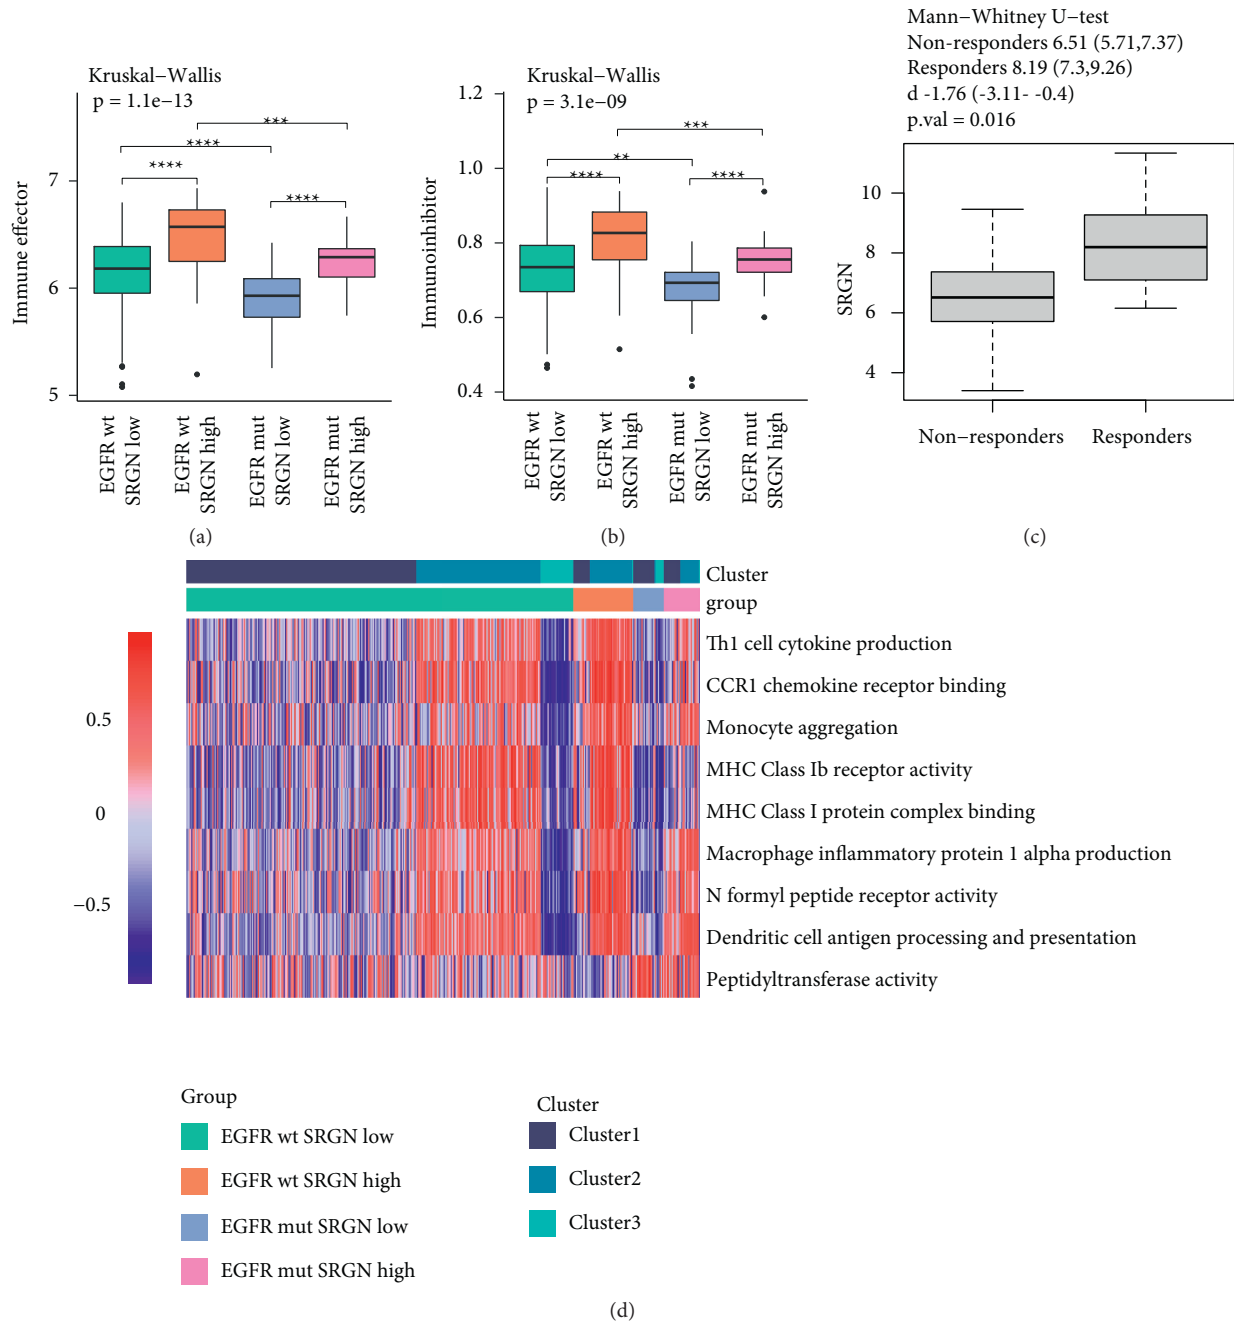 Kruskal−Wallis
p = 1.1e−13
***
****
****
****
7
6
5
Immune effector
EGFR wt
SRGN low
EGFR wt
SRGN high
EGFR mut
SRGN low
EGFR mut
SRGN high
(a)
Kruskal−Wallis
p = 3.1e−09
***
**
****
****
1.2
1.0
0.8
0.6
0.4
Immunoinhibitor
EGFR wt
SRGN low
EGFR wt
SRGN high
EGFR mut
SRGN low
EGFR mut
SRGN high
(b)
Mann−Whitney U−test
Non-responders 6.51 (5.71,7.37)
Responders 8.19 (7.3,9.26)
d -1.76 (-3.11- -0.4)
p.val = 0.016
10
8
6
4
SRGN
Non−responders
Responders
(c)
Cluster
group
Th1 cell cytokine production
CCR1 chemokine receptor binding
Monocyte aggregation
MHC Class Ib receptor activity
MHC Class I protein complex binding
Macrophage inflammatory protein 1 alpha production
N formyl peptide receptor activity
Dendritic cell antigen processing and presentation
Peptidyltransferase activity
0.5
0
−0.5
Group
EGFR wt SRGN low
EGFR wt SRGN high
EGFR mut SRGN low
EGFR mut SRGN high
Cluster
Cluster1
Cluster2
Cluster3
(d)